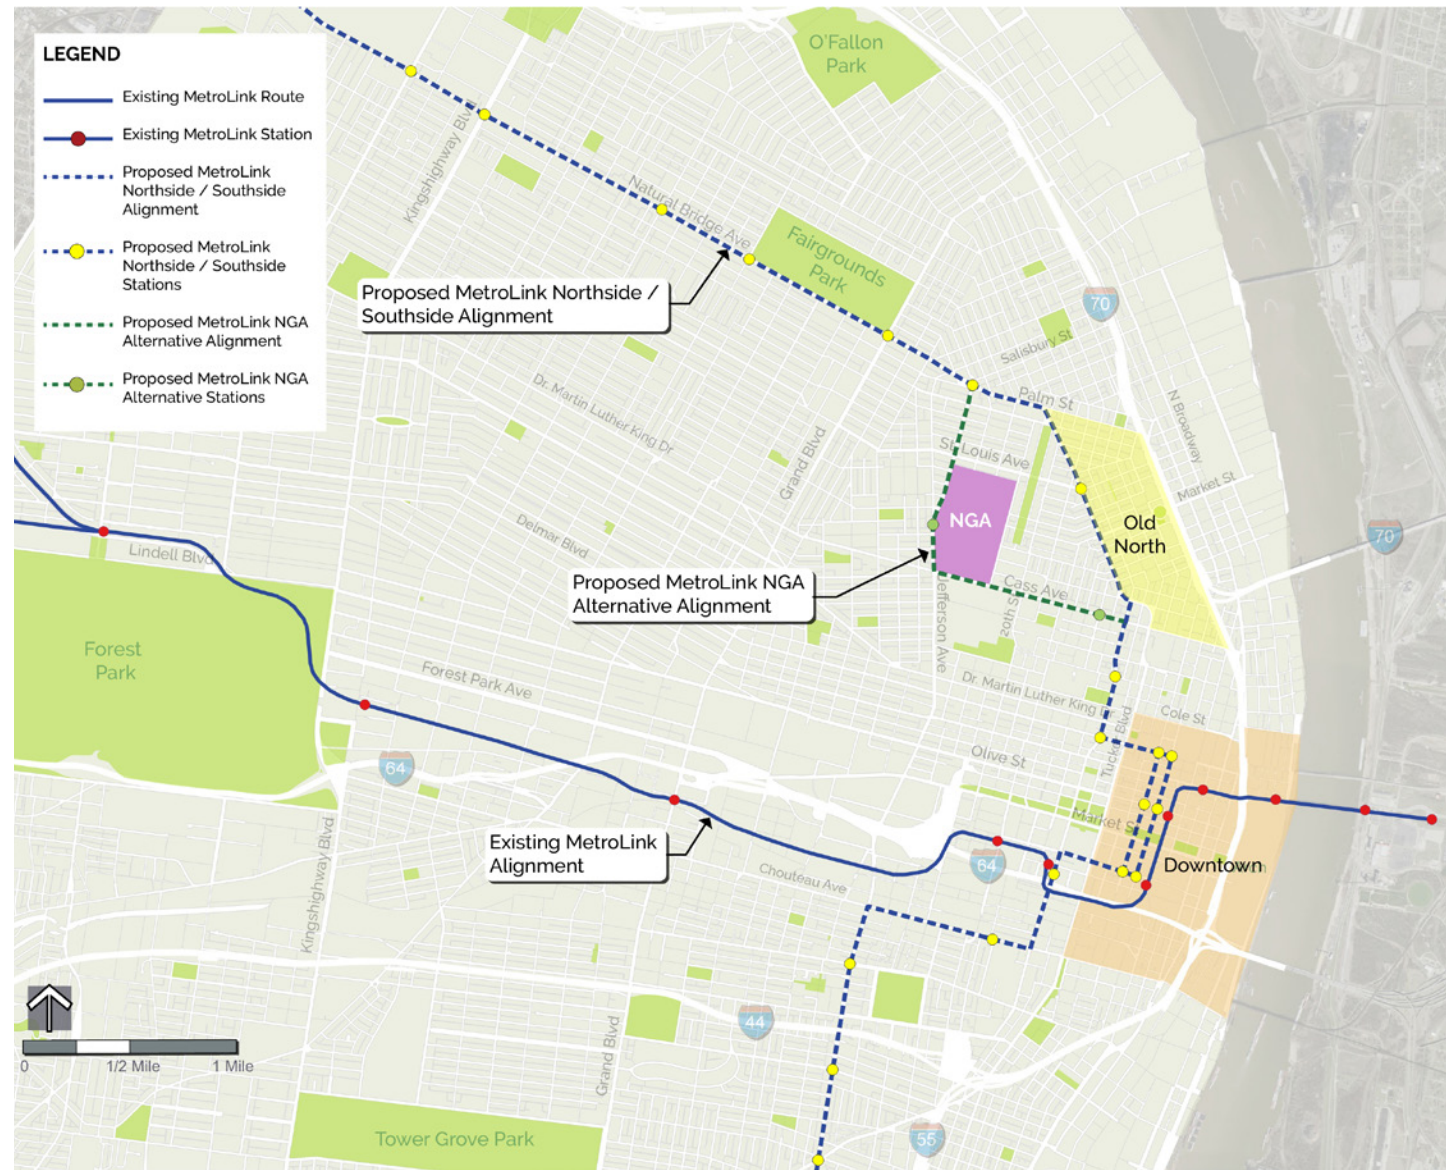 LEGEND
Existing MetroLink Route
Existing MetroLink Station
Proposed MetroLink
Northside / Southside
Alignment
Proposed MetroLink
Northside / Southside
Stations
Proposed MetroLink NGA
Alternative Alignment
Proposed MetroLink NGA
Alternative Stations
O'Fallon
Park
Kingshighway Blvd
Natural Bridge Ave
Fairgrounds
Park
Proposed MetroLink Northside /
Southside Alignment
70
Salisbury St
Palm St
N Broadway
Dr. Martin Luther King Dr
Grand Blvd
St. Louis Ave
Market St
NGA
Old
North
70
Delmar Blvd
Lindell Blvd
Proposed MetroLink NGA
Alternative Alignment
Cass Ave
Jefferson Ave
20th St
Forest
Park
Forest Park Ave
Dr. Martin Luther King Dr
Cole St
Tucker Blvd
Olive St
64
Market St
Existing MetroLink
Alignment
64
Downtown
Chouteau Ave
Kingshighway Blvd
44
Grand Blvd
0 1/2 Mile 1 Mile
Tower Grove Park
55